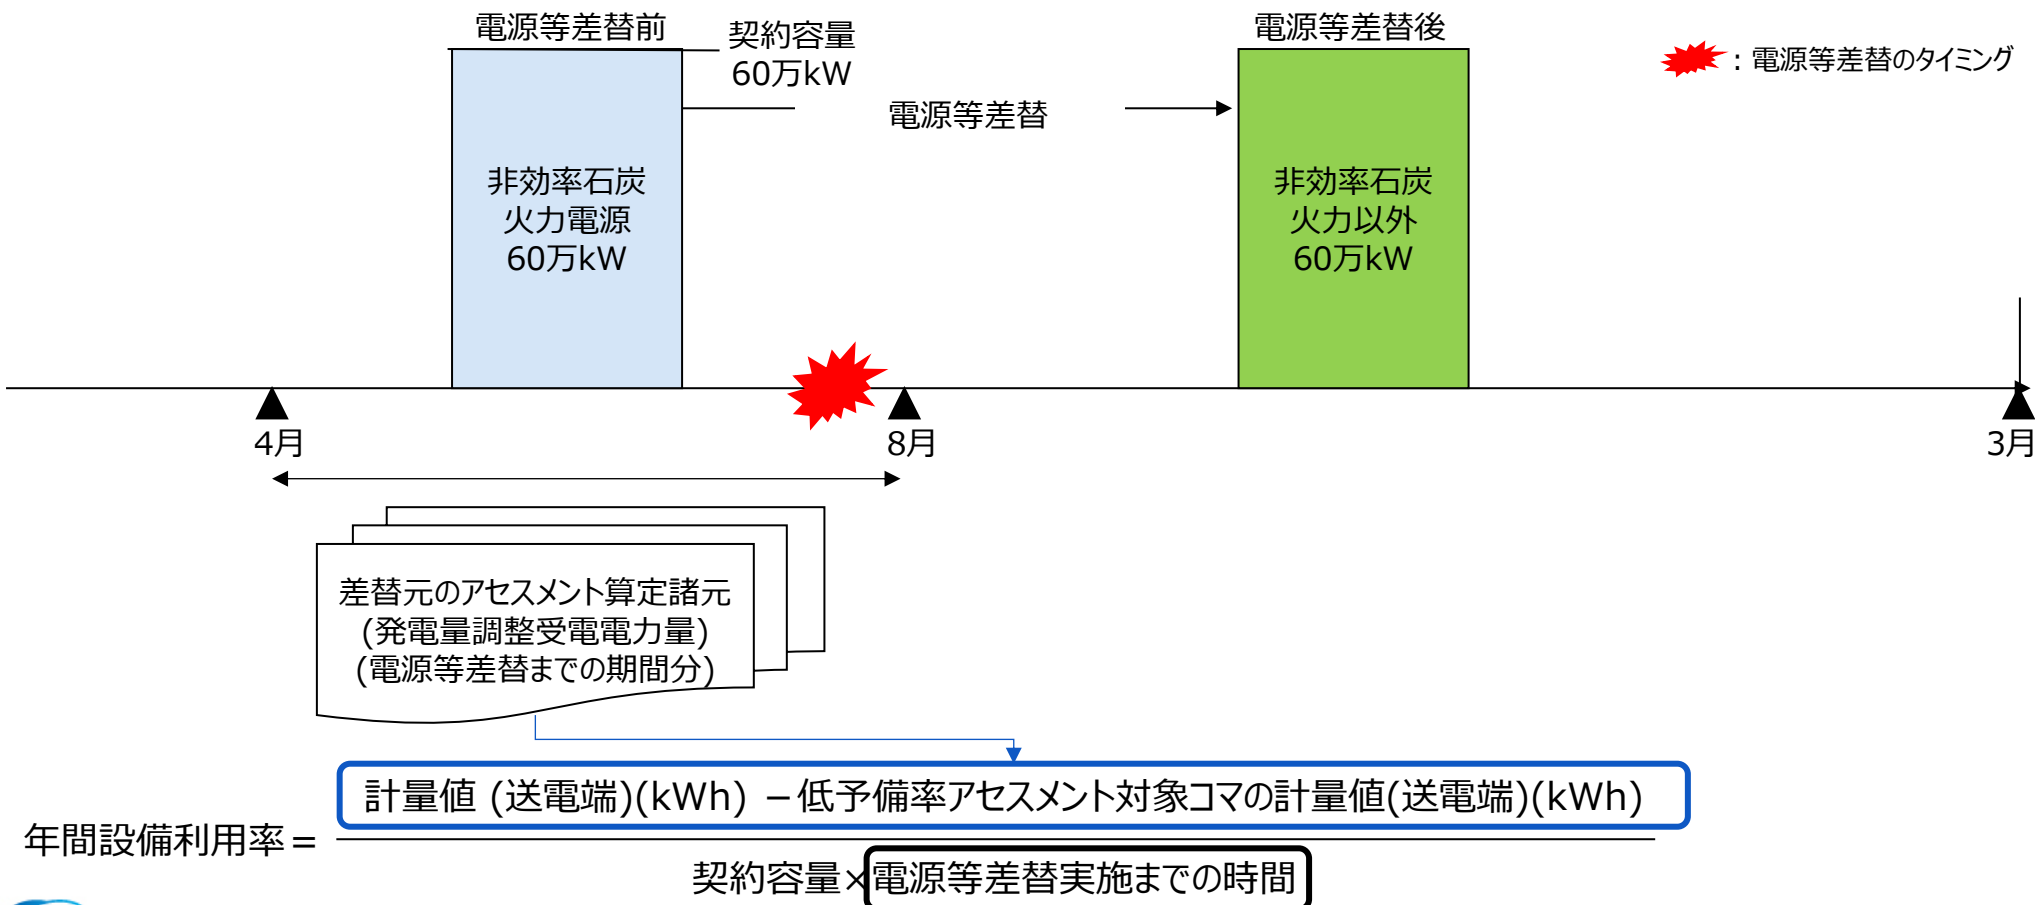 電源等差替前
契約容量
60万kW
電源等差替後
：電源等差替のタイミング
電源等差替
非効率石炭
火力電源
60万kW
非効率石炭
火力以外
60万kW
4月
8月
3月
差替元のアセスメント算定諸元
(発電量調整受電電力量)
(電源等差替までの期間分)
計量値 (送電端)(kWh) －低予備率アセスメント対象コマの計量値(送電端)(kWh)
年間設備利用率＝
契約容量×電源等差替実施までの時間